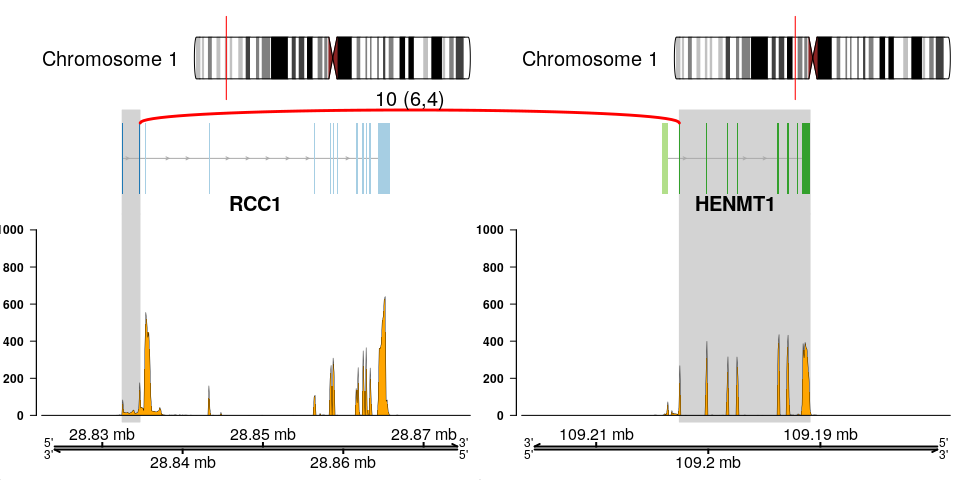 Chromosome 1
Chromosome 1
10 (6,4)
RCC1
HENMT1
1000
800
600
400
200
0
1000
800
600
400
200
0
28.83 mb
28.85 mb
28.87 mb
5'
3'
3'
5'
28.84 mb
28.86 mb
109.21 mb
109.19 mb
3'
5'
5'
3'
109.2 mb